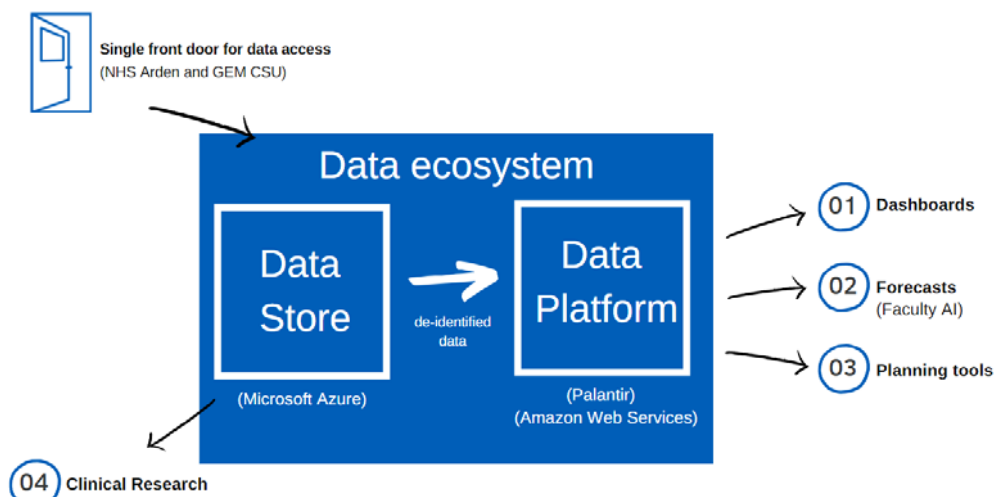 Single front door for data access
(NHS Arden and GEM CSU)
Data ecosystem
Data
Store
de-identified
data
Data
Platform
(Microsoft Azure)
(Palantir)
(Amazon Web Services)
01 Dashboards
02 Forecasts
(Faculty AI)
03 Planning tools
04 Clinical Research